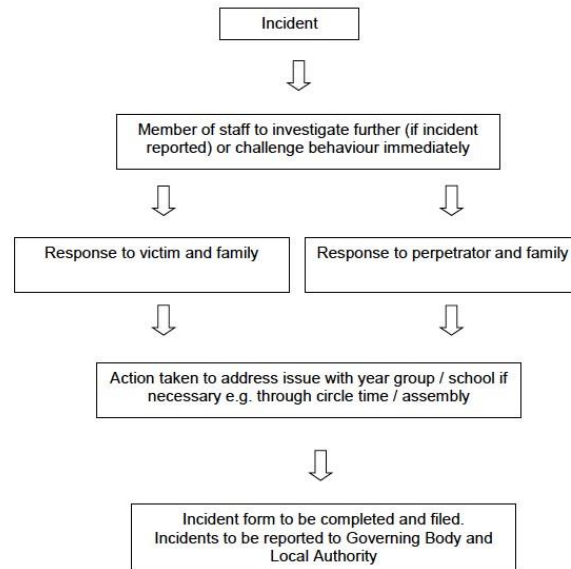 Incident
Member of staff to investigate further (if incident
reported) or challenge behaviour immediately
Response to victim and family
Response to perpetrator and family
Action taken to address issue with year group / school if
necessary e.g. through circle time / assembly
Incident form to be completed and filed.
Incidents to be reported to Governing Body and
Local Authority